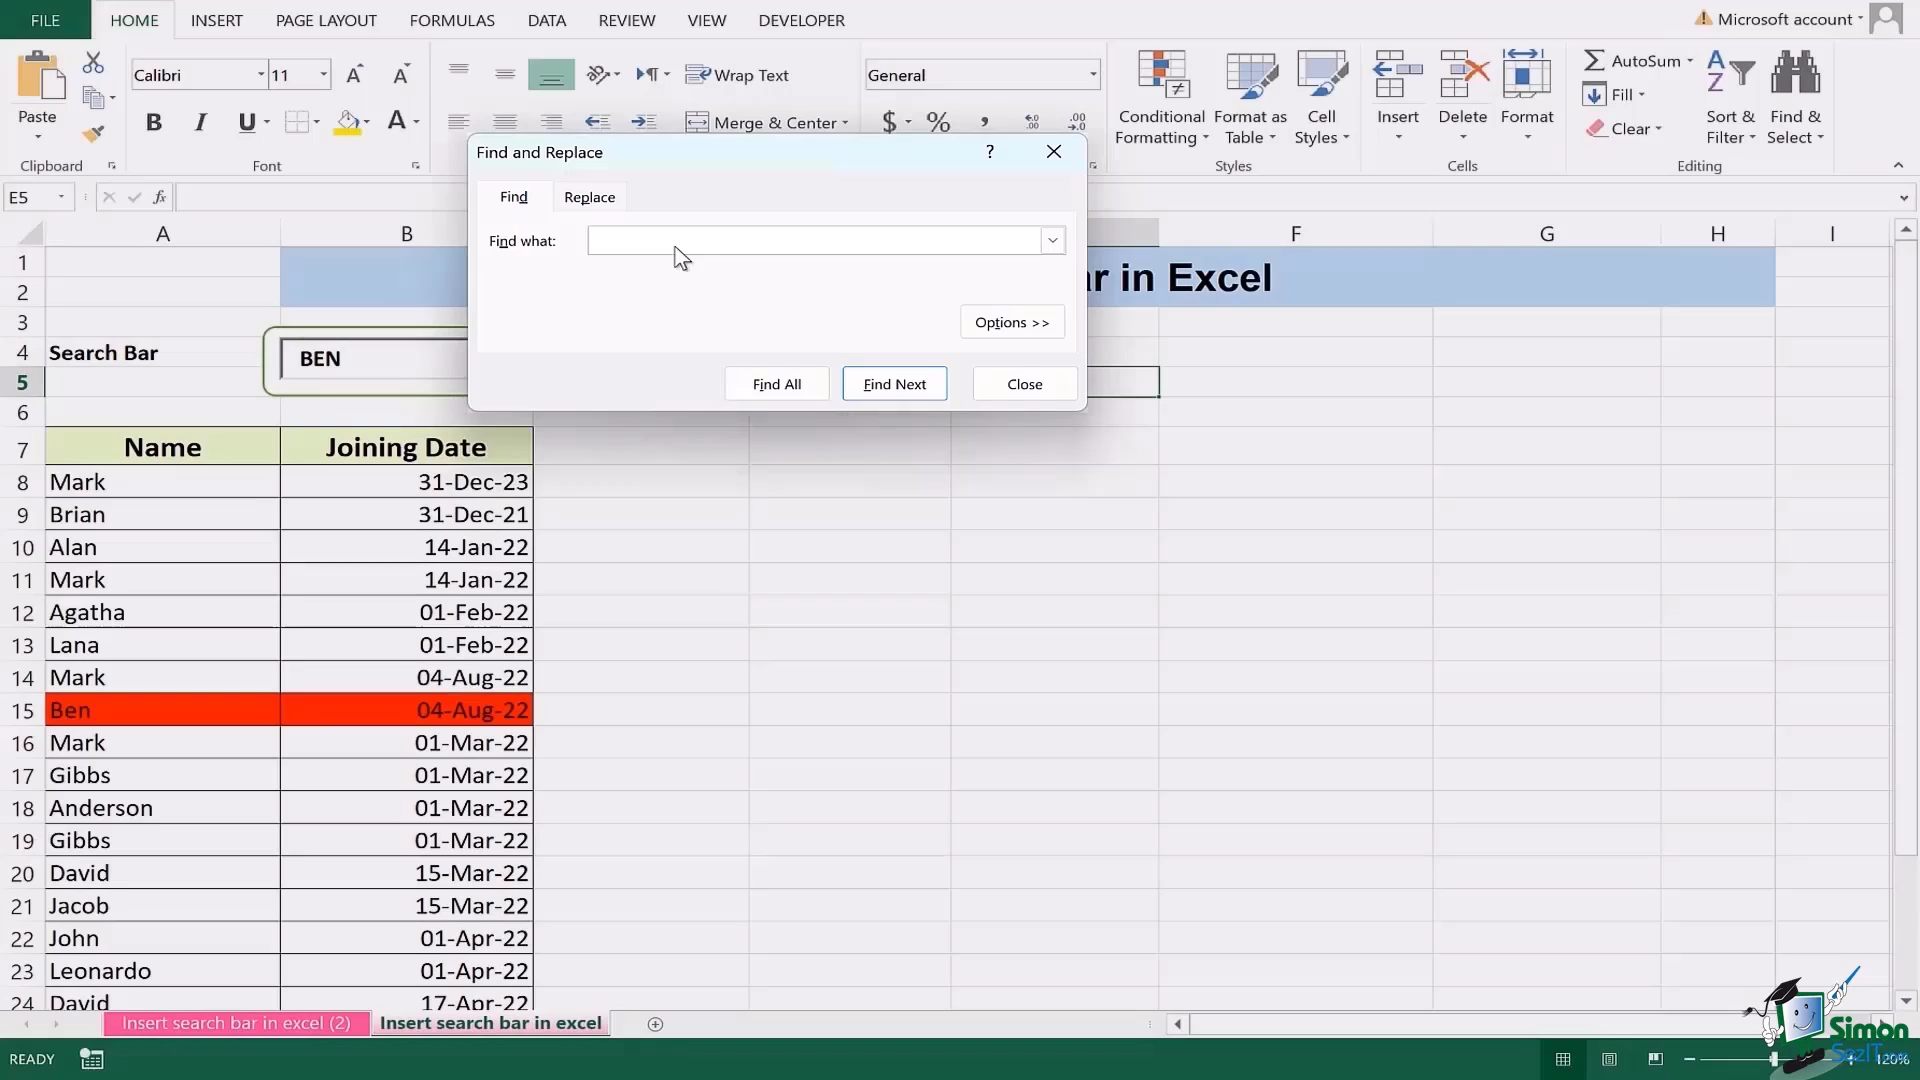 FILE HOME INSERT PAGE LAYOUT FORMULAS DATA REVIEW VIEW DEVELOPER Microsoft account
Calibri 11 Wrap Text General AutoSum
Paste Merge & Center $ % , Conditional Formatting Format as Table Cell Styles Insert Delete Format Fill Clear Sort & Filter Find & Select
B I U A
Clipboard Font Styles Cells Editing
Find and Replace ? X
E5 fx
Find Replace
Find what:
Options >>
Find All Find Next Close
A B F G H I
1 r in Excel
2
3
4 Search Bar BEN
5
6
7 Name Joining Date
8 Mark 31-Dec-23
9 Brian 31-Dec-21
10 Alan 14-Jan-22
11 Mark 14-Jan-22
12 Agatha 01-Feb-22
13 Lana 01-Feb-22
14 Mark 04-Aug-22
15 Ben 04-Aug-22
16 Mark 01-Mar-22
17 Gibbs 01-Mar-22
18 Anderson 01-Mar-22
19 Gibbs 01-Mar-22
20 David 15-Mar-22
21 Jacob 15-Mar-22
22 John 01-Apr-22
23 Leonardo 01-Apr-22
24 David 17-Apr-22
Insert search bar in excel (2) Insert search bar in excel
Simon
READY 120%